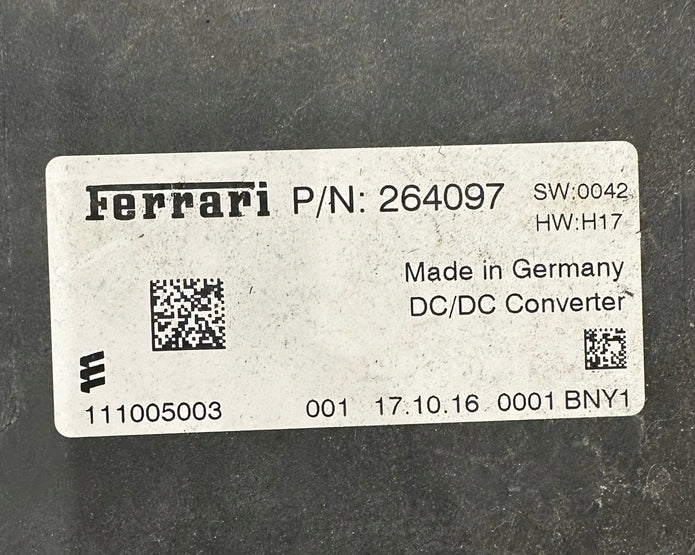 Ferrari P/N: 264097 SW:0042
HW:H17
Made in Germany
DC/DC Converter
111005003 001 17.10.16 0001 BNY1